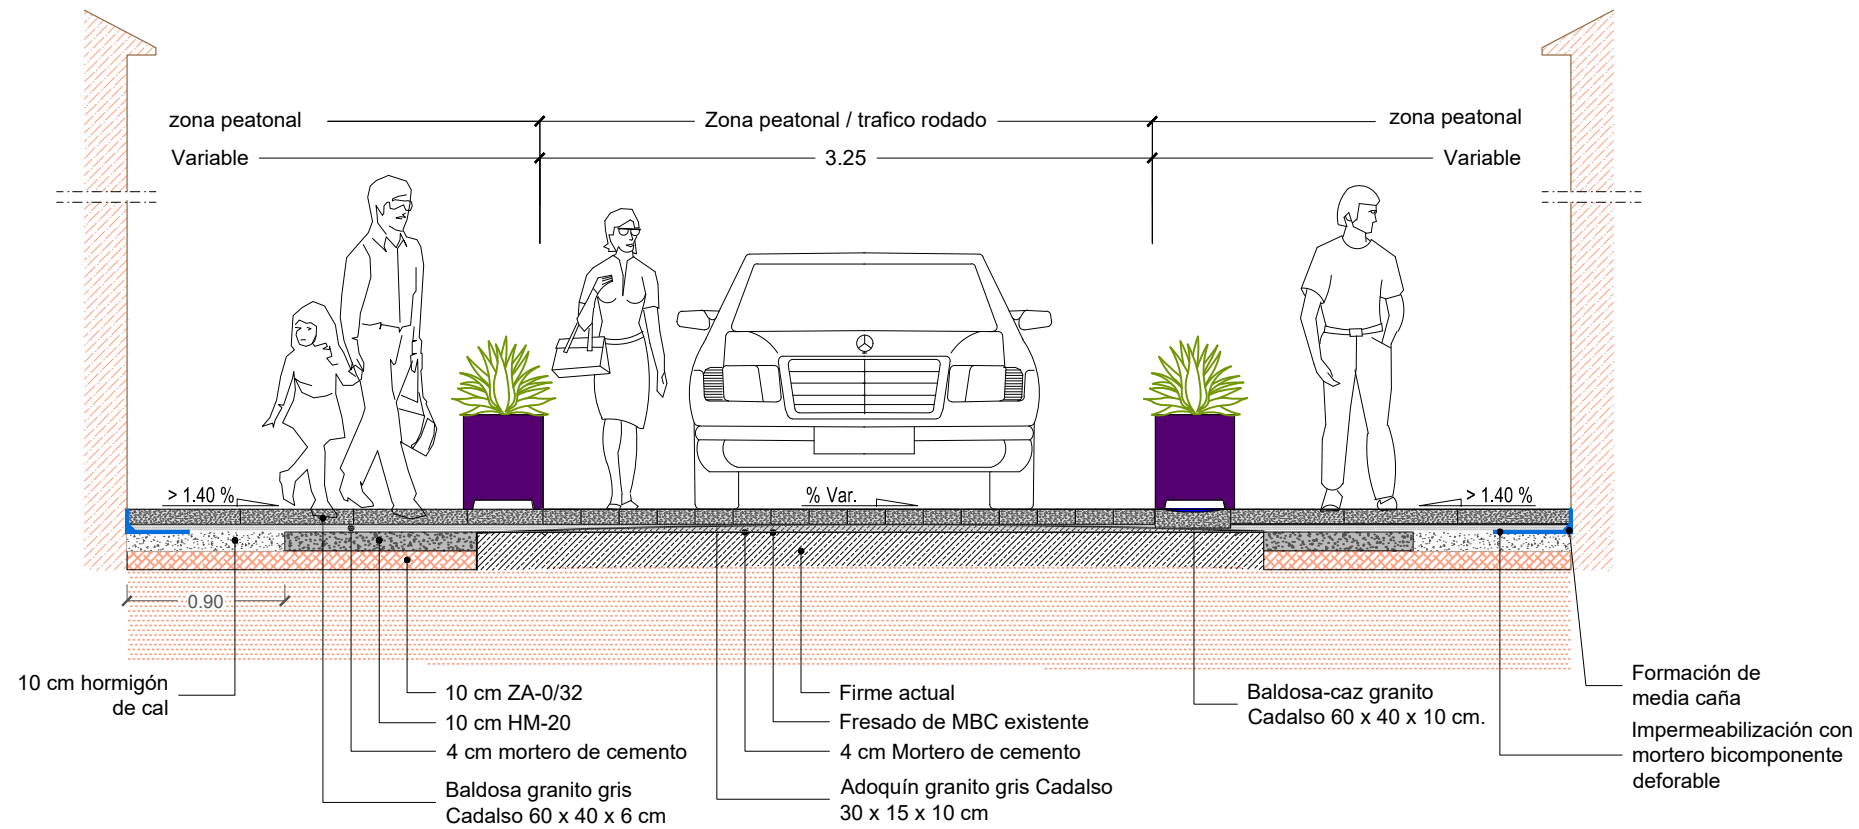 zona peatonal
Zona peatonal / trafico rodado
zona peatonal
Variable
3.25
Variable
> 1.40 %
% Var.
> 1.40 %
0.90
10 cm hormigón
de cal
10 cm ZA-0/32
10 cm HM-20
4 cm mortero de cemento
Baldosa granito gris
Cadalso 60 x 40 x 6 cm
Firme actual
Fresado de MBC existente
4 cm Mortero de cemento
Adoquín granito gris Cadalso
30 x 15 x 10 cm
Baldosa-caz granito
Cadalso 60 x 40 x 10 cm.
Formación de
media caña
Impermeabilización con
mortero bicomponente
deforable